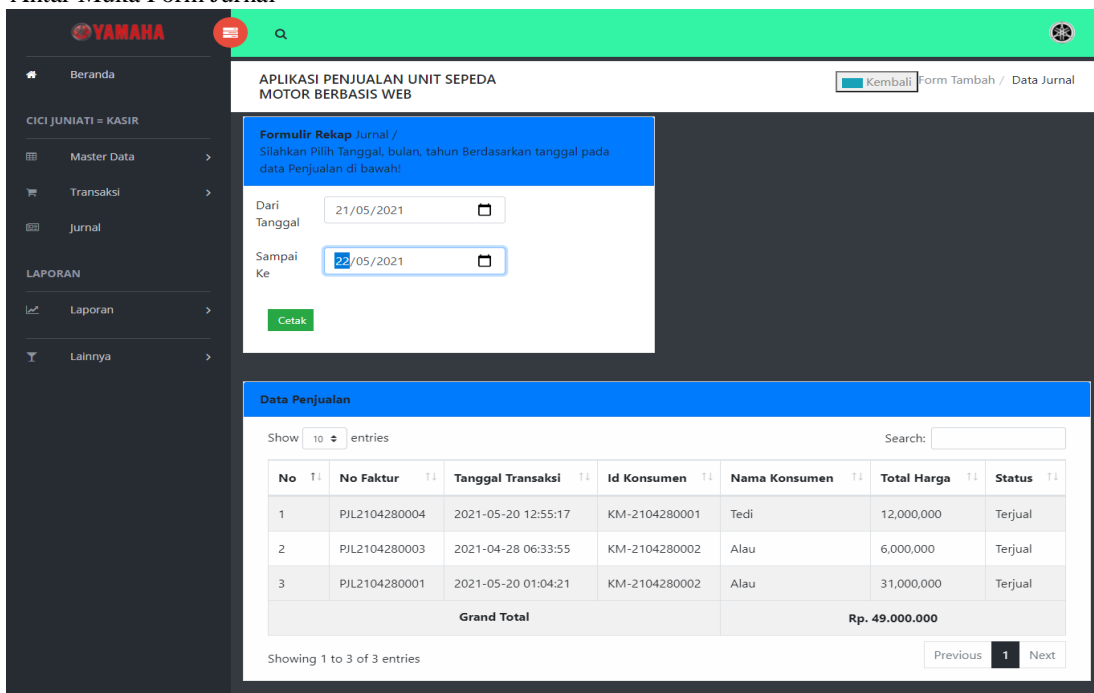 YAMAHA
Beranda
CICI JUNIATI = KASIR
Master Data
Transaksi
Jurnal
LAPORAN
Laporan
Lainnya
APLIKASI PENJUALAN UNIT SEPEDA
MOTOR BERBASIS WEB
Kembali Form Tambah / Data Jurnal
Formulir Rekap Jurnal /
Silahkan Pilih Tanggal, bulan, tahun Berdasarkan tanggal pada
data Penjualan di bawah!
Dari
Tanggal
21/05/2021
Sampai
Ke
22/05/2021
Cetak
Data Penjualan
Show 10 entries Search:
No No Faktur Tanggal Transaksi Id Konsumen Nama Konsumen Total Harga Status
1 PJL2104280004 2021-05-20 12:55:17 KM-2104280001 Tedi 12,000,000 Terjual
2 PJL2104280003 2021-04-28 06:33:55 KM-2104280002 Alau 6,000,000 Terjual
3 PJL2104280001 2021-05-20 01:04:21 KM-2104280002 Alau 31,000,000 Terjual
Grand Total Rp. 49.000.000
Showing 1 to 3 of 3 entries Previous 1 Next